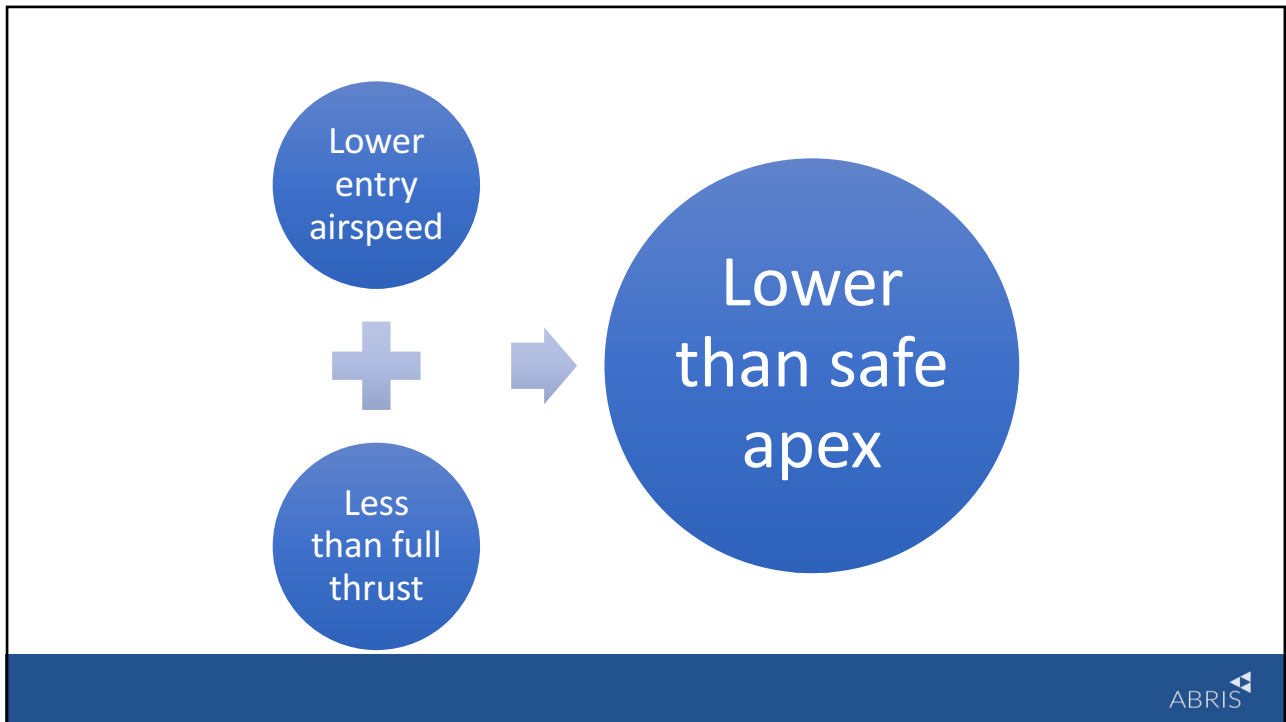 Lower
entry
airspeed
Less
than full
thrust
Lower
than safe
apex
ABRIS